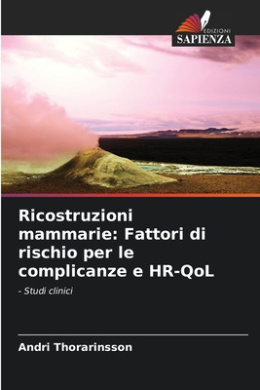 EDIZIONI
SAPIENZA
Ricostruzioni
mammarie: Fattori di
rischio per le
complicanze e HR-QoL
- Studi clinici
Andri Thorarinsson